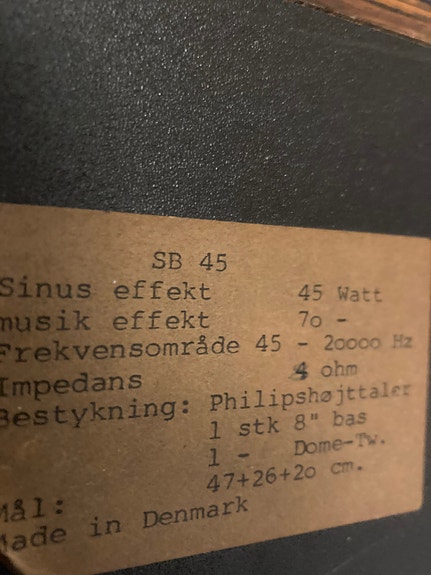 SB 45
Sinus effekt 45 Watt
musik effekt 7o -
Frekvensområde 45 - 2oooo Hz
Impedans 4 ohm
Bestykning: Philipshøjttaler
1 stk 8" bas
1 - Dome-Tw.
Mål: 47+26+2o cm.
Made in Denmark